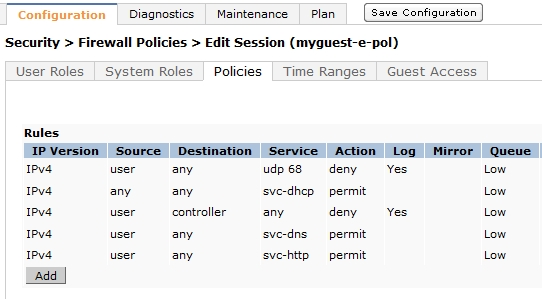 Configuration Diagnostics Maintenance Plan Save Configuration
Security > Firewall Policies > Edit Session (myguest-e-pol)
User Roles System Roles Policies Time Ranges Guest Access
Rules
IP Version Source Destination Service Action Log Mirror Queue
IPv4 user any udp 68 deny Yes Low
IPv4 any any svc-dhcp permit Low
IPv4 user controller any deny Yes Low
IPv4 user any svc-dns permit Low
IPv4 user any svc-http permit Low
Add